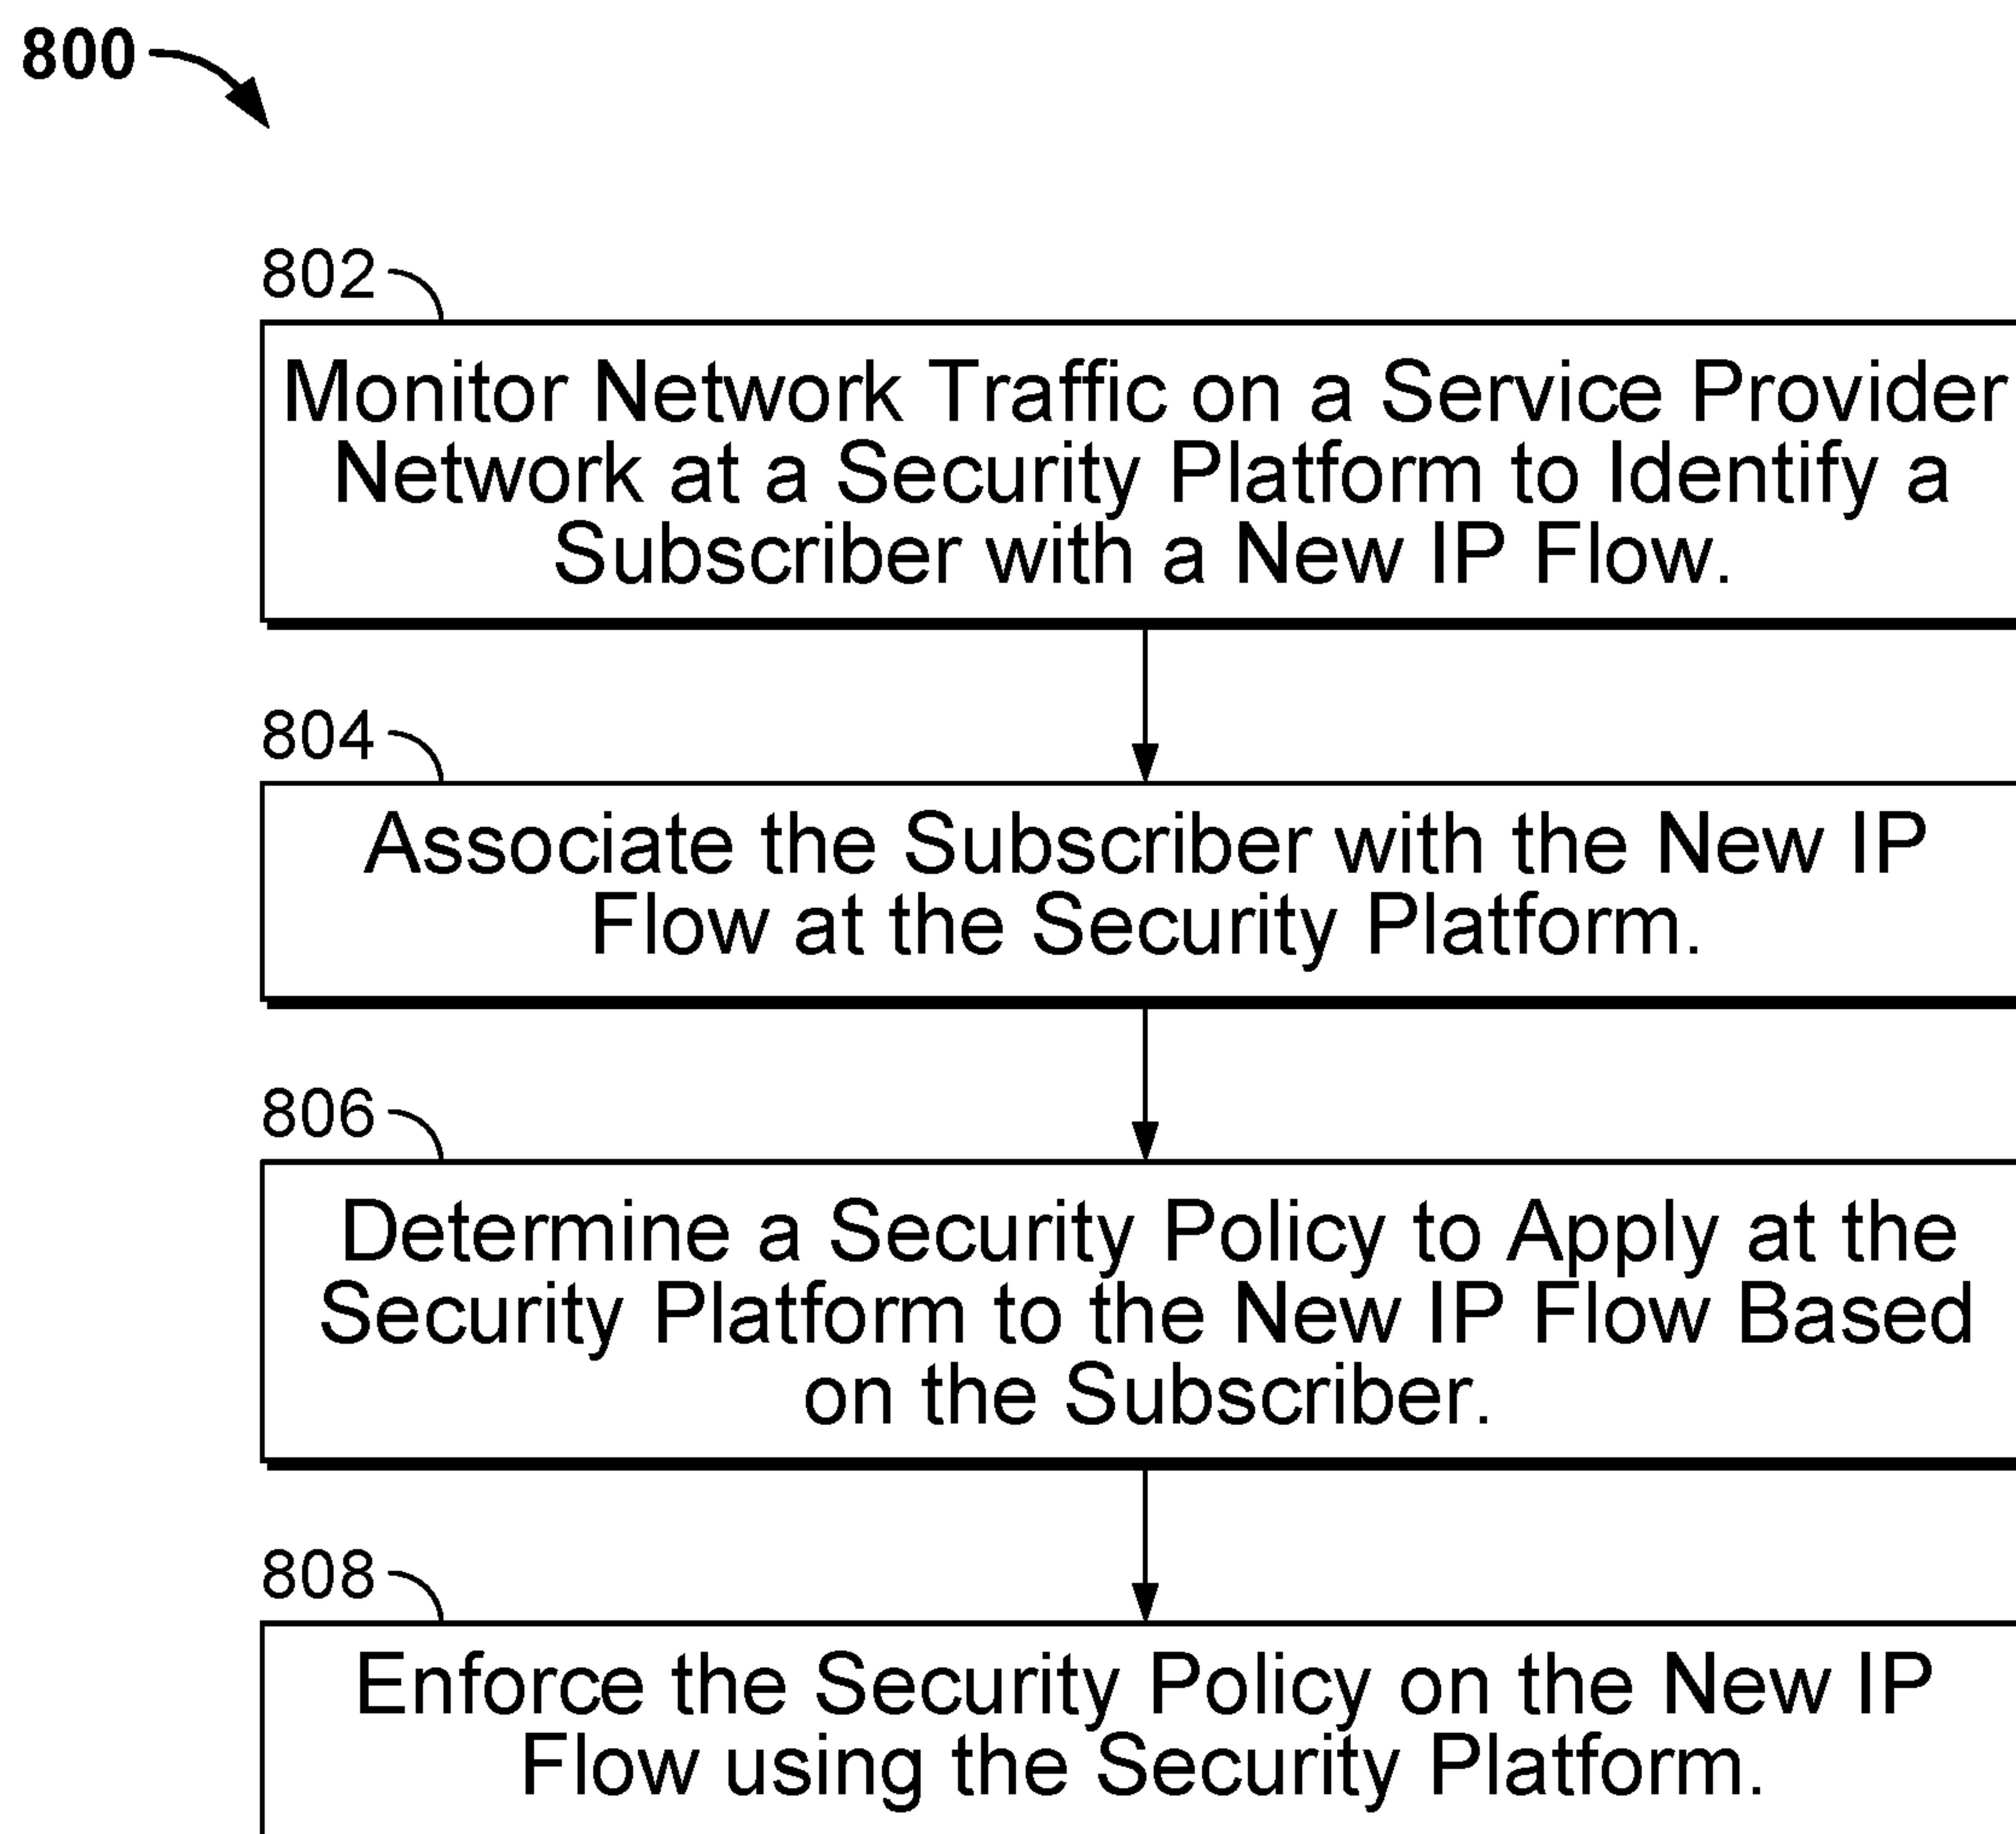 800
802
Monitor Network Traffic on a Service Provider
Network at a Security Platform to Identify a
Subscriber with a New IP Flow.
804
Associate the Subscriber with the New IP
Flow at the Security Platform.
806
Determine a Security Policy to Apply at the
Security Platform to the New IP Flow Based
on the Subscriber.
808
Enforce the Security Policy on the New IP
Flow using the Security Platform.